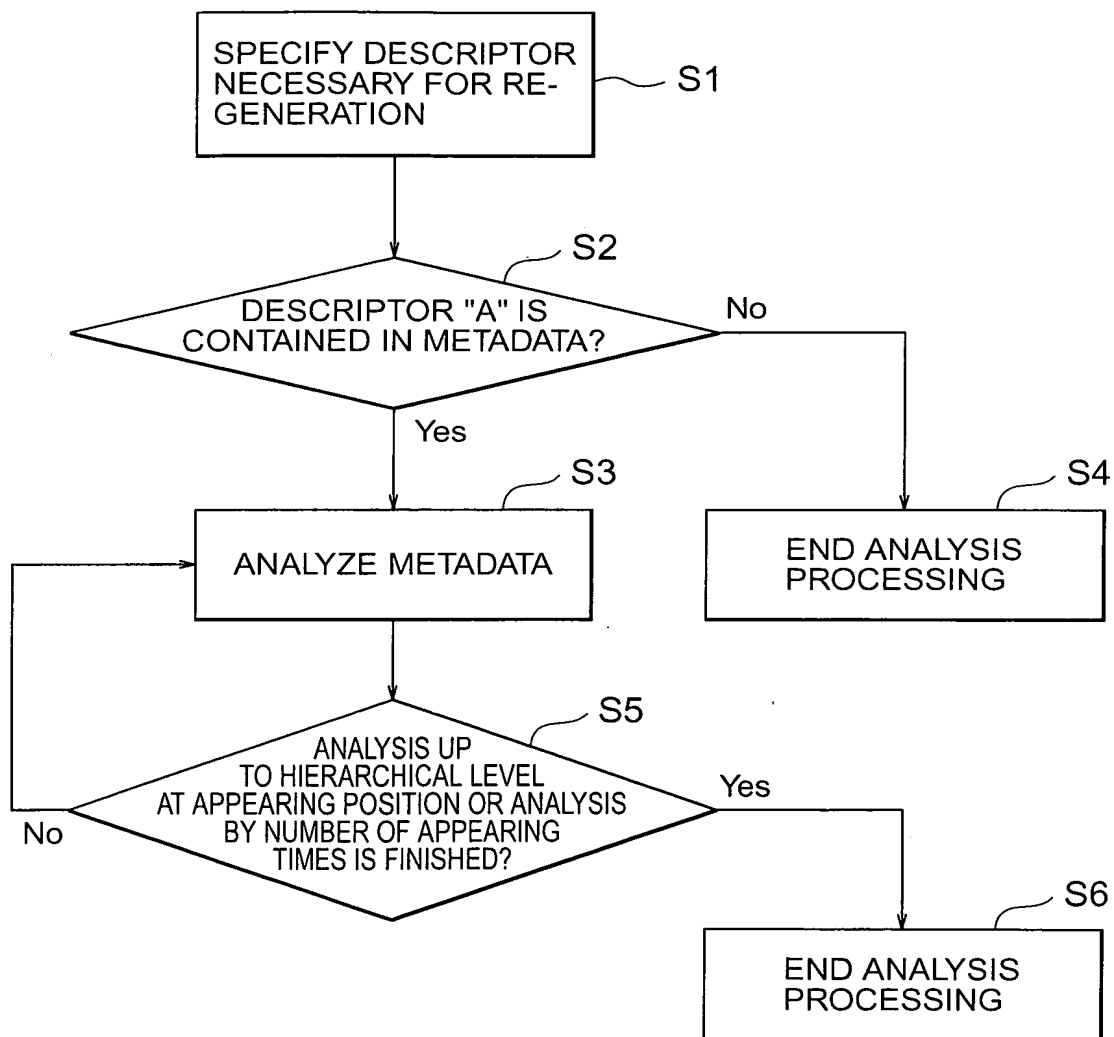 SPECIFY DESCRIPTOR
NECESSARY FOR RE-
GENERATION
S1
S2
DESCRIPTOR "A" IS
CONTAINED IN METADATA?
No
Yes
S3
S4
ANALYZE METADATA
END ANALYSIS
PROCESSING
S5
ANALYSIS UP
TO HIERARCHICAL LEVEL
AT APPEARING POSITION OR ANALYSIS
BY NUMBER OF APPEARING
TIMES IS FINISHED?
No
Yes
S6
END ANALYSIS
PROCESSING